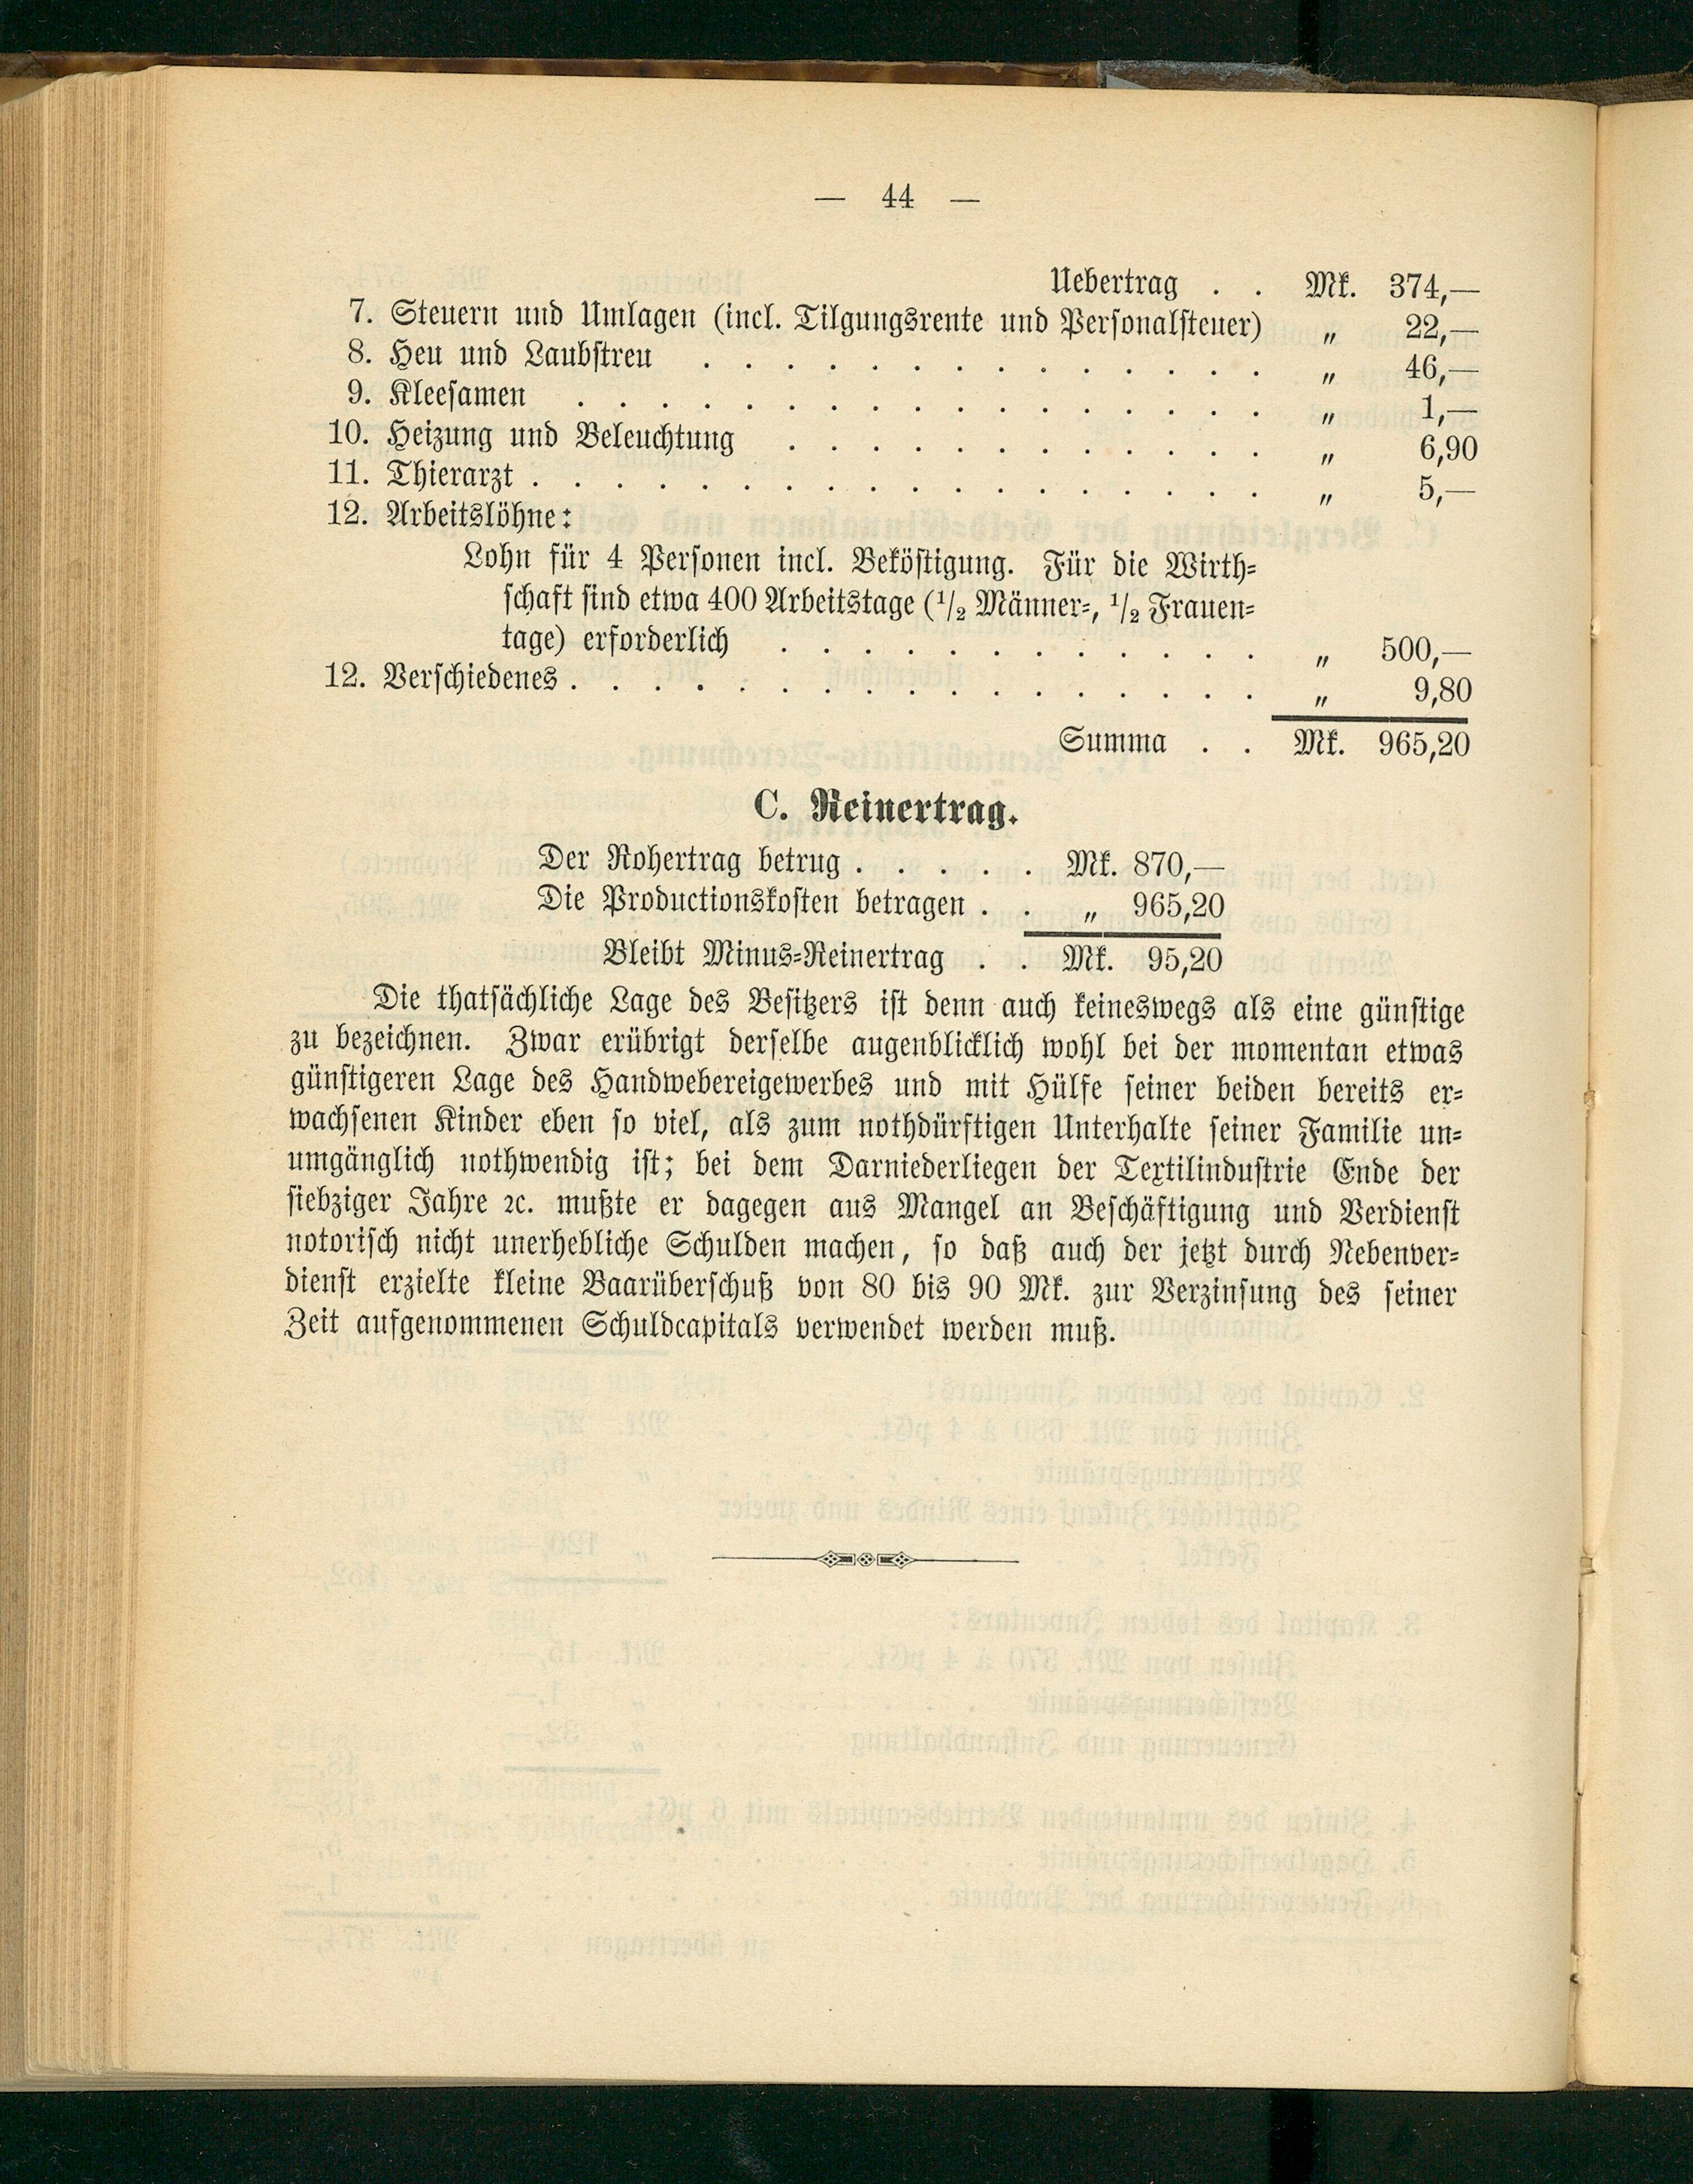 — 44 —
Uebertrag . . Mk. 374,—
7. Steuern und Umlagen (incl. Tilgungsrente und Personalsteuer) „ 22,—
8. Heu und Laubstreu . . . . . . . . . . . . . . „ 46,—
9. Kleesamen . . . . . . . . . . . . . . . . . „ 1,—
10. Heizung und Beleuchtung . . . . . . . . . . . . „ 6,90
11. Thierarzt . . . . . . . . . . . . . . . . . . „ 5,—
12. Arbeitslöhne:
Lohn für 4 Personen incl. Beköstigung. Für die Wirth-
schaft sind etwa 400 Arbeitstage (1/2 Männer-, 1/2 Frauen-
tage) erforderlich . . . . . . . . . . . . „ 500,—
12. Verschiedenes . . . . . . . . . . . . . . . . . „ 9,80
Summa . . Mk. 965,20
C. Reinertrag.
Der Rohertrag betrug . . . . . Mk. 870,—
Die Productionskosten betragen . . „ 965,20
Bleibt Minus-Reinertrag . . Mk. 95,20
Die thatsächliche Lage des Besitzers ist denn auch keineswegs als eine günstige
zu bezeichnen. Zwar erübrigt derselbe augenblicklich wohl bei der momentan etwas
günstigeren Lage des Handwebereigewerbes und mit Hülfe seiner beiden bereits er-
wachsenen Kinder eben so viel, als zum nothdürftigen Unterhalte seiner Familie un-
umgänglich nothwendig ist; bei dem Darniederliegen der Textilindustrie Ende der
siebziger Jahre ꝛc. mußte er dagegen aus Mangel an Beschäftigung und Verdienst
notorisch nicht unerhebliche Schulden machen, so daß auch der jetzt durch Nebenver-
dienst erzielte kleine Baarüberschuß von 80 bis 90 Mk. zur Verzinsung des seiner
Zeit aufgenommenen Schuldcapitals verwendet werden muß.